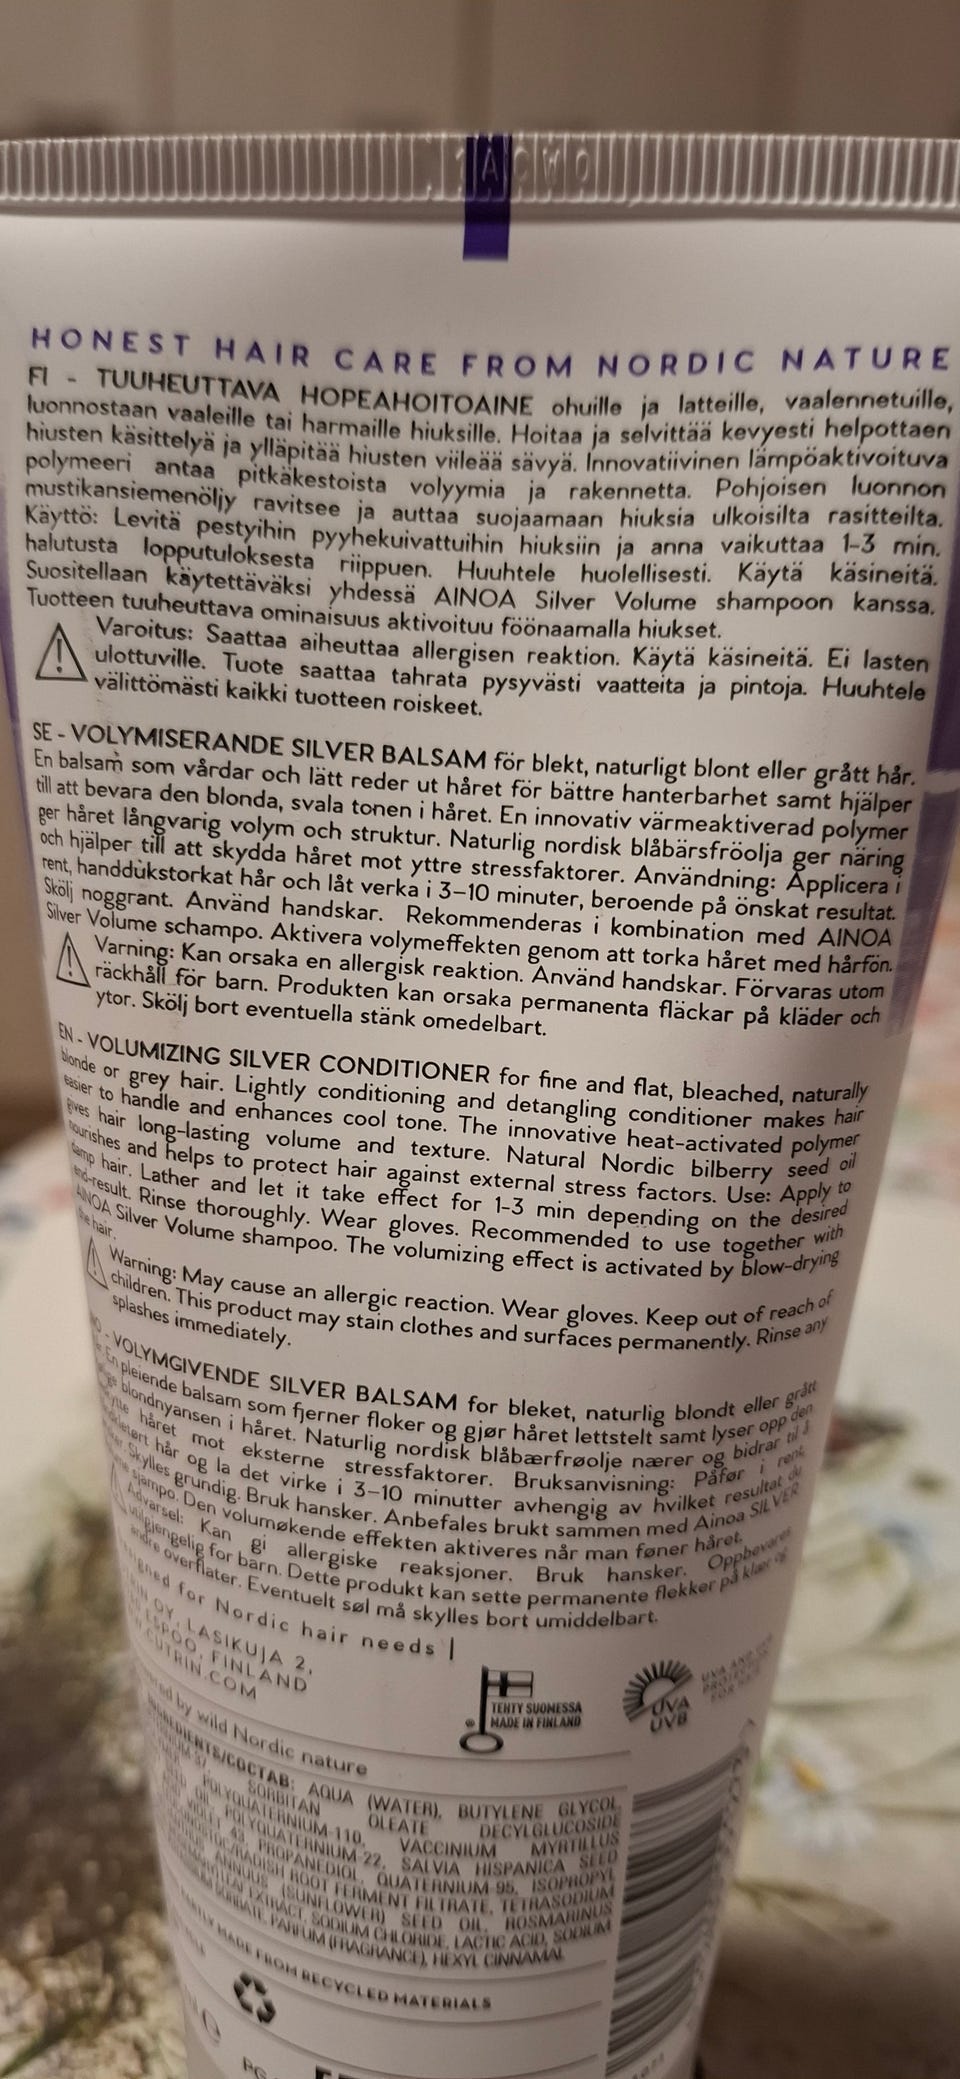 HONEST HAIR CARE FROM NORDIC NATURE
FI - TUUHEUTTAVA HOPEAHOITOAINE ohuille ja latteille, vaalennetuille,
luonnostaan vaaleille tai harmaille hiuksille. Hoitaa ja selvittää kevyesti helpottaen
hiusten käsittelyä ja ylläpitää hiusten viileää sävyä. Innovatiivinen lämpöaktivoituva
polymeeri antaa pitkäkestoista volyymia ja rakennetta. Pohjoisen luonnon
mustikansiemenöljy ravitsee ja auttaa suojaamaan hiuksia ulkoisilta rasitteilta.
Käyttö: Levitä pestyihin pyyhekuivattuihin hiuksiin ja anna vaikuttaa 1-3 min.
halutusta lopputuloksesta riippuen. Huuhtele huolellisesti. Käytä käsineitä.
Suositellaan käytettäväksi yhdessä AINOA Silver Volume shampoon kanssa.
Tuotteen tuuheuttava ominaisuus aktivoituu föönaamalla hiukset.
Varoitus: Saattaa aiheuttaa allergisen reaktion. Käytä käsineitä. Ei lasten
ulottuville. Tuote saattaa tahrata pysyvästi vaatteita ja pintoja. Huuhtele
välittömästi kaikki tuotteen roiskeet.
SE - VOLYMISERANDE SILVER BALSAM för blekt, naturligt blont eller grått hår.
En balsam som vårdar och lätt reder ut håret för bättre hanterbarhet samt hjälper
till att bevara den blonda, svala tonen i håret. En innovativ värmeaktiverad polymer
ger håret långvarig volym och struktur. Naturlig nordisk blåbärsfröolja ger näring
och hjälper till att skydda håret mot yttre stressfaktorer. Användning: Applicera i
rent, handdukstorkat hår och låt verka i 3-10 minuter, beroende på önskat resultat.
Skölj noggrant. Använd handskar. Rekommenderas i kombination med AINOA
Silver Volume schampo. Aktivera volymeffekten genom att torka håret med hårfön.
Varning: Kan orsaka en allergisk reaktion. Använd handskar. Förvaras utom
räckhåll för barn. Produkten kan orsaka permanenta fläckar på kläder och
ytor. Skölj bort eventuella stänk omedelbart.
EN - VOLUMIZING SILVER CONDITIONER for fine and flat, bleached, naturally
blonde or grey hair. Lightly conditioning and detangling conditioner makes hair
easier to handle and enhances cool tone. The innovative heat-activated polymer
gives hair long-lasting volume and texture. Natural Nordic bilberry seed oil
nourishes and helps to protect hair against external stress factors. Use: Apply to
damp hair. Lather and let it take effect for 1-3 min depending on the desired
end-result. Rinse thoroughly. Wear gloves. Recommended to use together with
AINOA Silver Volume shampoo. The volumizing effect is activated by blow-drying
the hair.
Warning: May cause an allergic reaction. Wear gloves. Keep out of reach of
children. This product may stain clothes and surfaces permanently. Rinse any
splashes immediately.
- VOLYMGIVENDE SILVER BALSAM for bleket, naturlig blondt eller grått
En pleiende balsam som fjerner floker og gjør håret lettstelt samt lyser opp den
blondnyansen i håret. Naturlig nordisk blåbærfrøolje nærer og bidrar til å
håret mot eksterne stressfaktorer. Bruksanvisning: Påfør i rent,
hår og la det virke i 3-10 minutter avhengig av hvilket resultat du
Skylles grundig. Bruk hansker. Anbefales brukt sammen med Ainoa SILVER
sjampo. Den volumøkende effekten aktiveres når man føner håret.
Advarsel: Kan gi allergiske reaksjoner. Bruk hansker. Oppbevares
utilgjengelig for barn. Dette produkt kan sette permanente flekker på klær og
andre overflater. Eventuelt søl må skylles bort umiddelbart.
for Nordic hair needs |
OY, LASIKUJA 2,
ESPOO, FINLAND
TEHTY SUOMESSA
MADE IN FINLAND
UVA
UVB
by wild Nordic nature
INGREDIENTS/СОСТАВ: AQUA (WATER), BUTYLENE GLYCOL,
SORBITAN OLEATE DECYLGLUCOSIDE
POLYQUATERNIUM-110, VACCINIUM MYRTILLUS
OIL, POLYQUATERNIUM-22, SALVIA HISPANICA SEED
43, PROPANEDIOL, QUATERNIUM-95, ISOPROPYL
RADISH ROOT FERMENT FILTRATE, TETRASODIUM
ANNUUS (SUNFLOWER) SEED OIL, ROSMARINUS
EXTRACT, SODIUM CHLORIDE, LACTIC ACID, SODIUM
PARFUM (FRAGRANCE), HEXYL CINNAMAL
MADE FROM RECYCLED MATERIALS